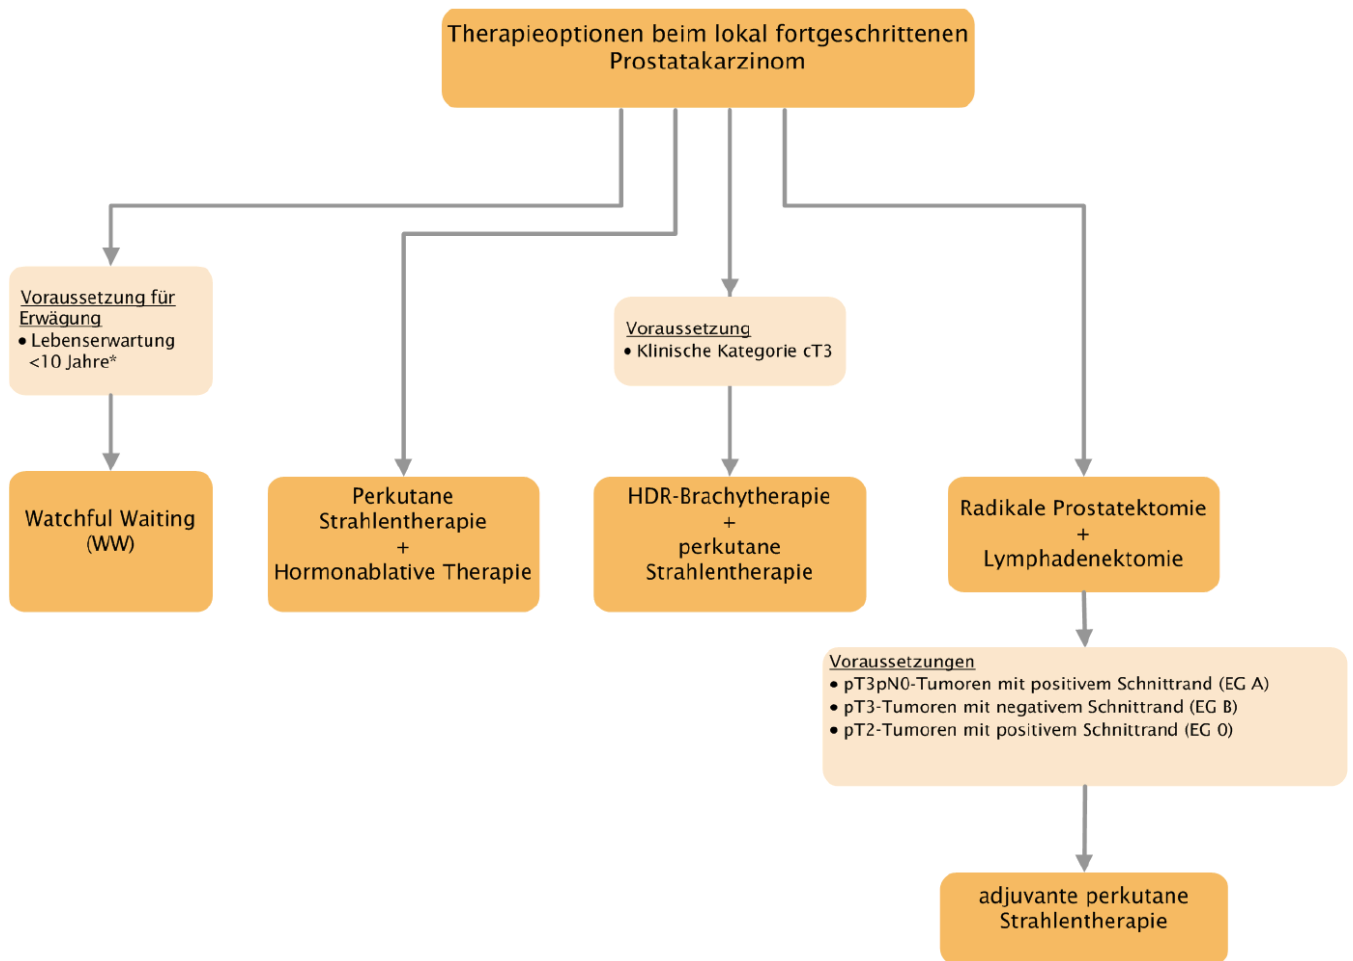 Therapieoptionen beim lokal fortgeschrittenen
Prostatakarzinom
Voraussetzung für
Erwägung
• Lebenserwartung
<10 Jahre*
Watchful Waiting
(WW)
Perkutane
Strahlentherapie
+
Hormonablative Therapie
Voraussetzung
• Klinische Kategorie cT3
HDR-Brachytherapie
+
perkutane
Strahlentherapie
Radikale Prostatektomie
+
Lymphadenektomie
Voraussetzungen
• pT3pN0-Tumoren mit positivem Schnittrand (EG A)
• pT3-Tumoren mit negativem Schnittrand (EG B)
• pT2-Tumoren mit positivem Schnittrand (EG 0)
adjuvante perkutane
Strahlentherapie